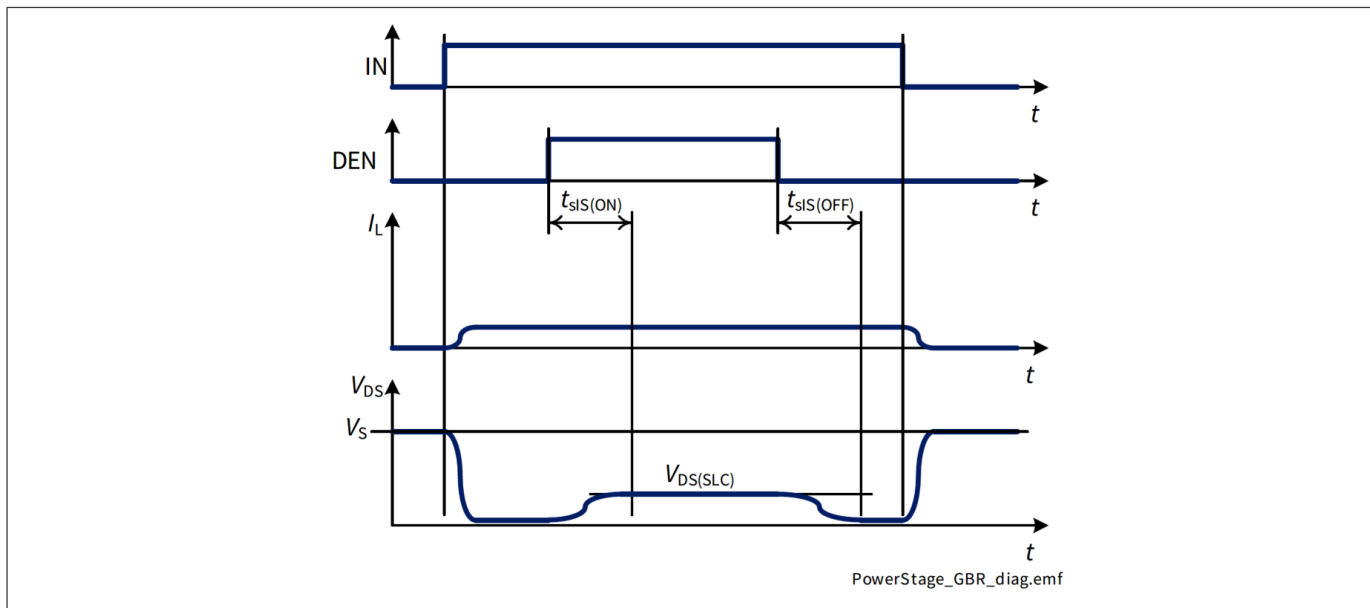 IN
t
DEN
t
tsIS(ON)
tsIS(OFF)
IL
t
VDS
VS
VDS(SLC)
t
PowerStage_GBR_diag.emf